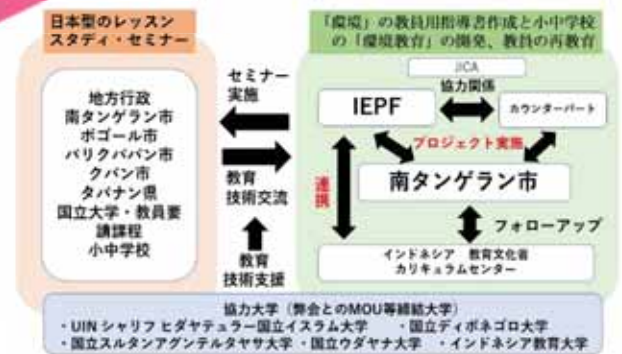 日本型のレッスン
スタディ・セミナー
「環境」の教員用指導書作成と小中学校
の「環境教育」の開発、教員の再教育
地方行政
南タンゲラン市
ボゴール市
バリクパパン市
クパン市
タバナン県
国立大学・教員要
請課程
小中学校
セミナー
実施
教育
技術交流
教育
技術支援
JICA
協力関係
IEPF
カウンターパート
プロジェクト実施
連携
南タンゲラン市
フォローアップ
インドネシア 教育文化省
カリキュラムセンター
協力大学（弊会とのMOU等締結大学）
・UIN シャリフ ヒダヤテュラー国立イスラム大学 ・国立ディポネゴロ大学
・国立スルタンアグンテルタヤサ大学 ・国立ウダヤナ大学 ・インドネシア教育大学